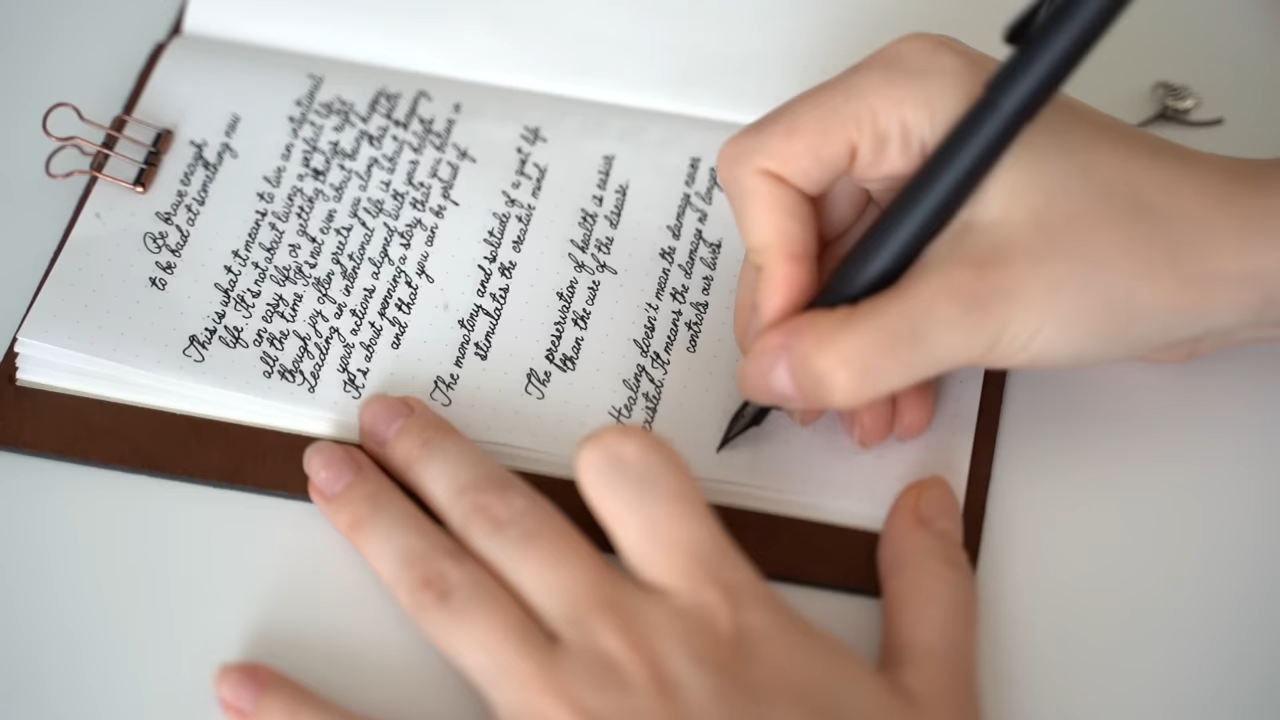 Be brave enough
to be bad at something new
This is what it means to live an intentional
life. It's not about living a perfect life,
an easy life, or getting things right
all the time. It's not even about happiness,
though joy often greets you along the
Leading an intentional life is about
your actions aligned with your
It's about penning a story that you believe in
and that you can be proud of
The monotony and solitude of a quiet life
stimulates the creative mind
The preservation of health is easier
than the cure of the disease
Healing doesn't mean the damage never
existed. It means the damage no longer
controls our lives